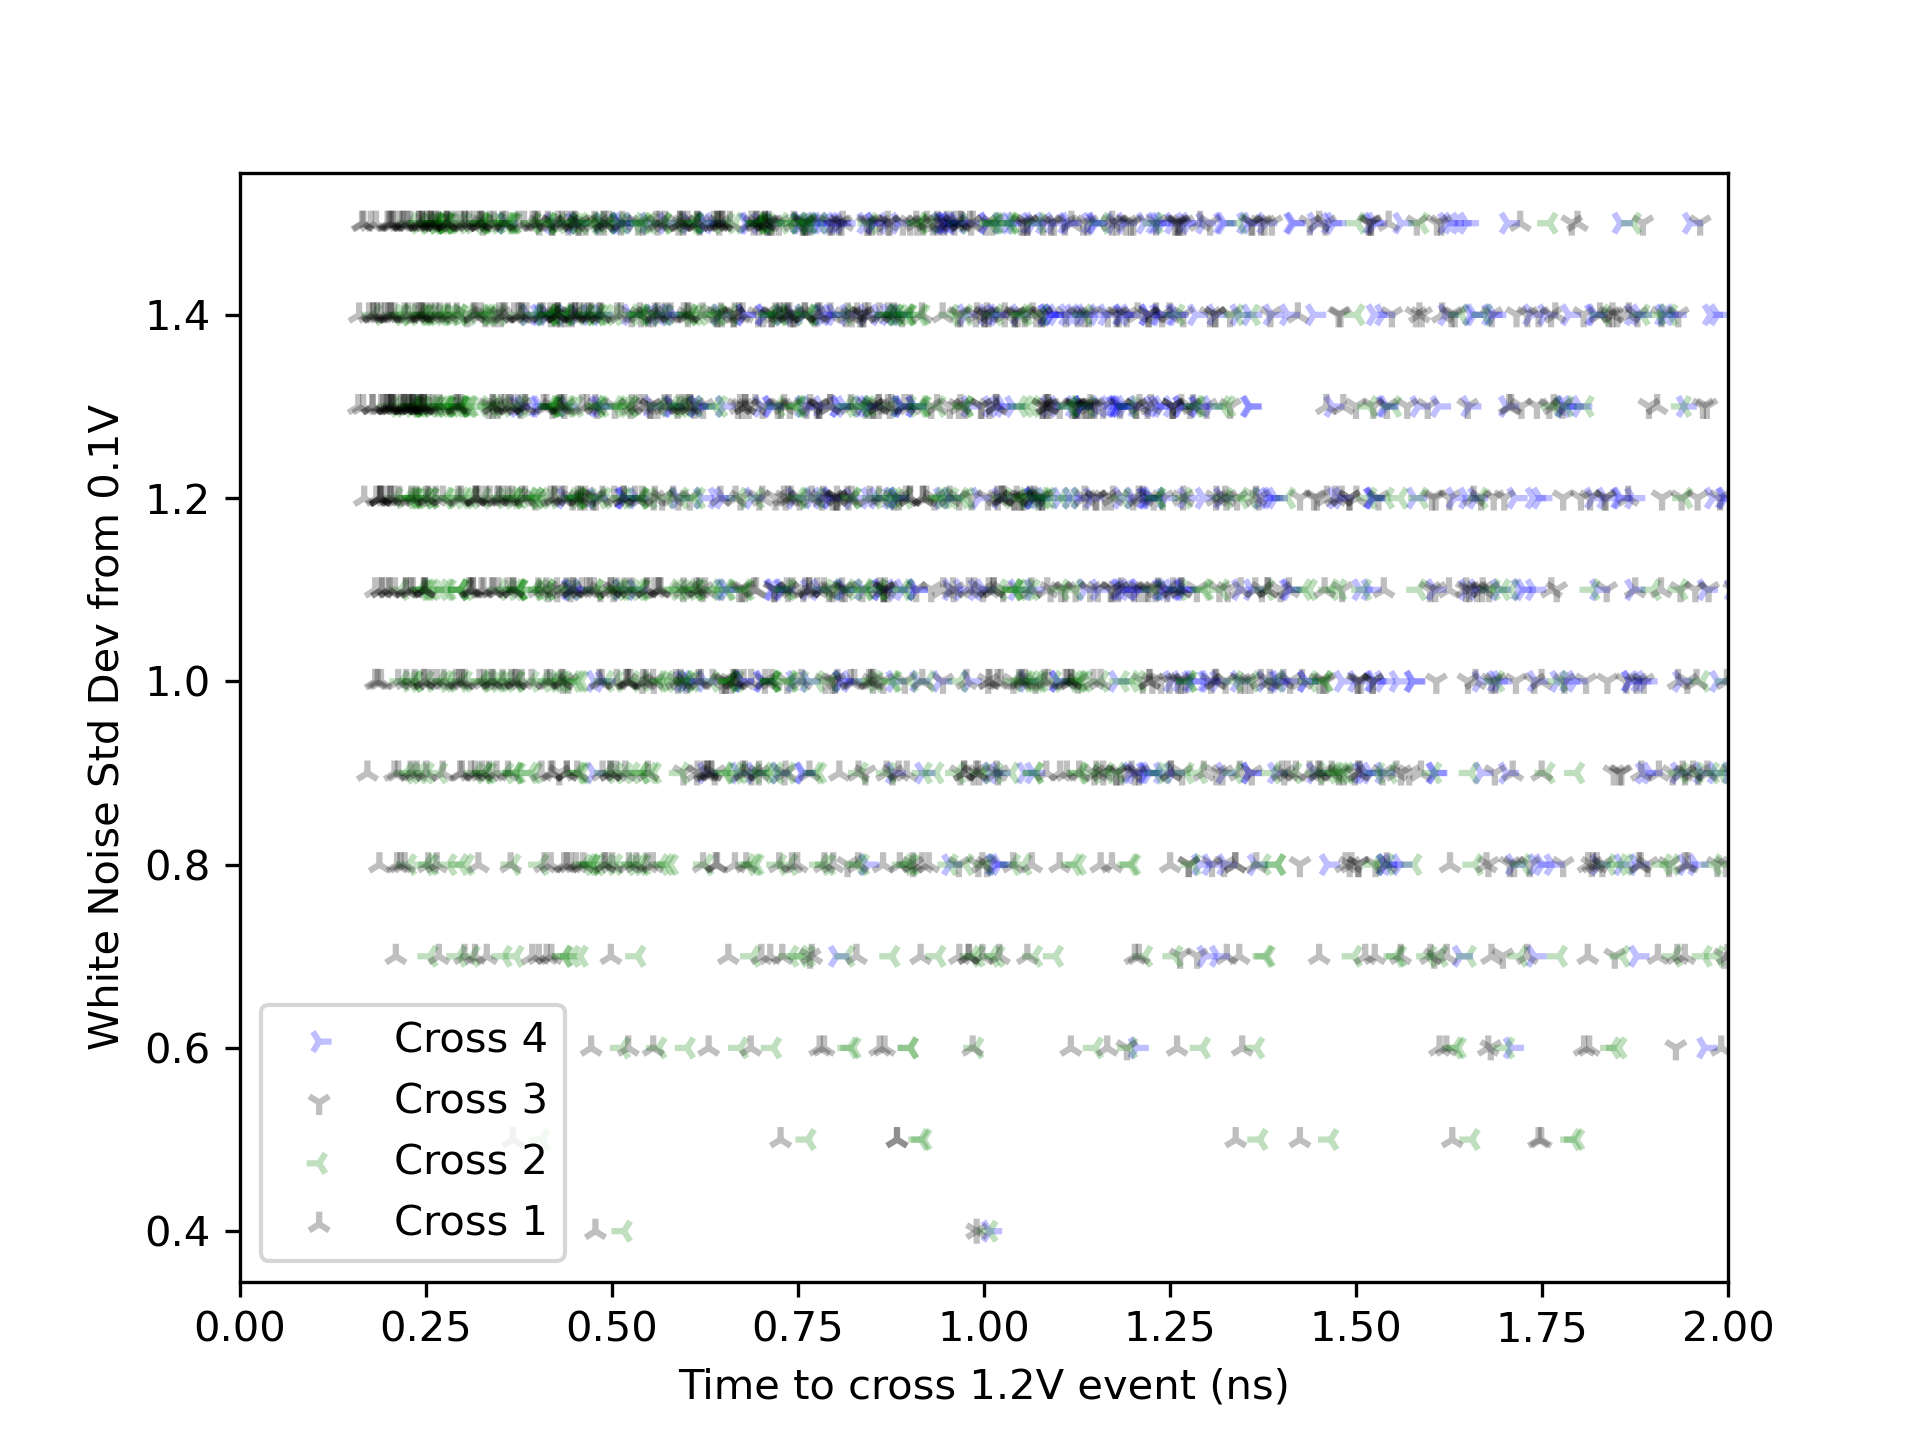 White Noise Std Dev from 0.1V
1.4
1.2
1.0
0.8
0.6
0.4
Cross 4
Cross 3
Cross 2
Cross 1
0.00 0.25 0.50 0.75 1.00 1.25 1.50 1.75 2.00
Time to cross 1.2V event (ns)